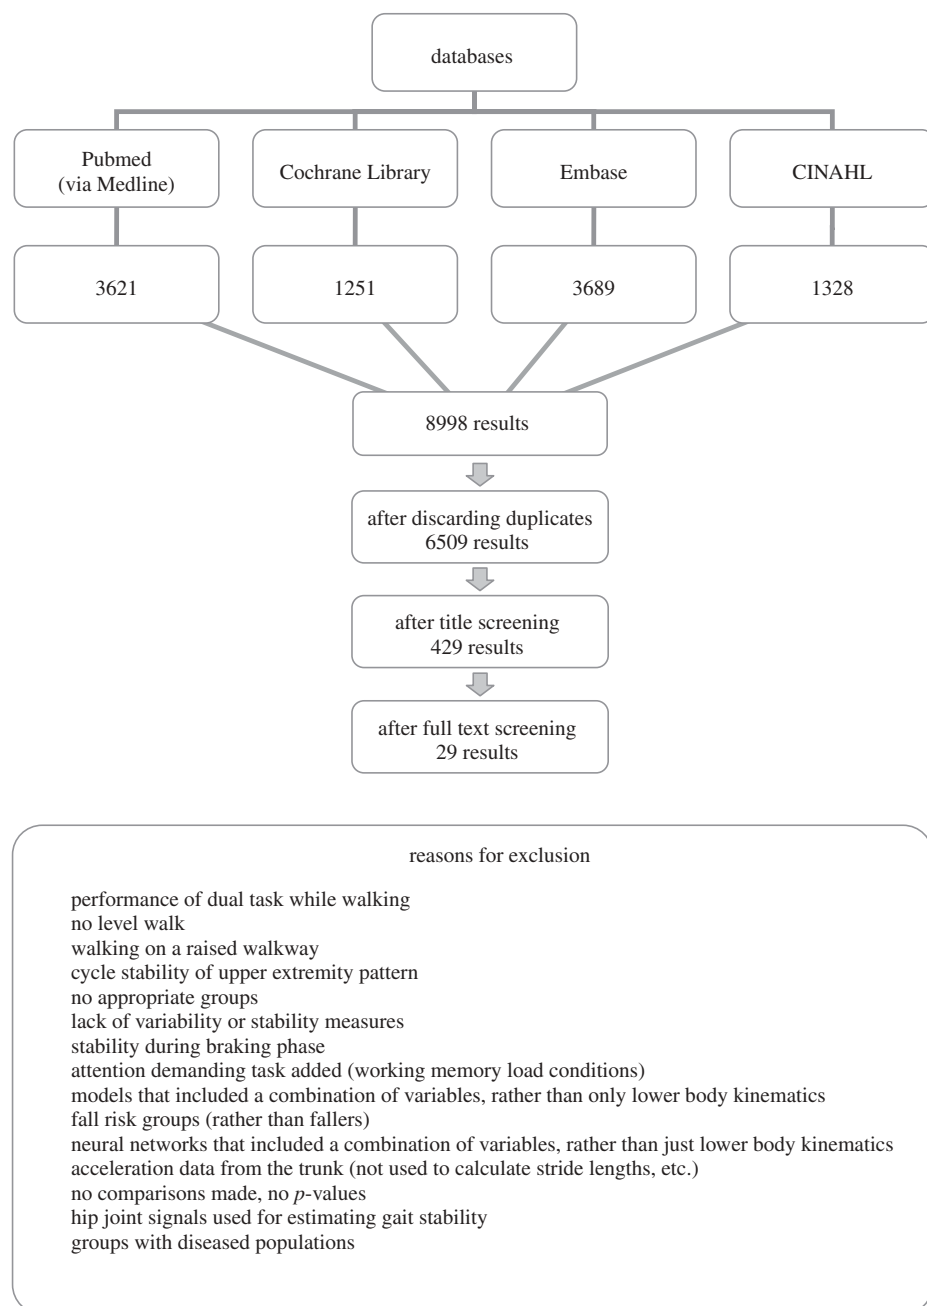 databases
Pubmed
(via Medline)
Cochrane Library
Embase
CINAHL
3621
1251
3689
1328
8998 results
after discarding duplicates
6509 results
after title screening
429 results
after full text screening
29 results
reasons for exclusion
performance of dual task while walking
no level walk
walking on a raised walkway
cycle stability of upper extremity pattern
no appropriate groups
lack of variability or stability measures
stability during braking phase
attention demanding task added (working memory load conditions)
models that included a combination of variables, rather than only lower body kinematics
fall risk groups (rather than fallers)
neural networks that included a combination of variables, rather than just lower body kinematics
acceleration data from the trunk (not used to calculate stride lengths, etc.)
no comparisons made, no p-values
hip joint signals used for estimating gait stability
groups with diseased populations